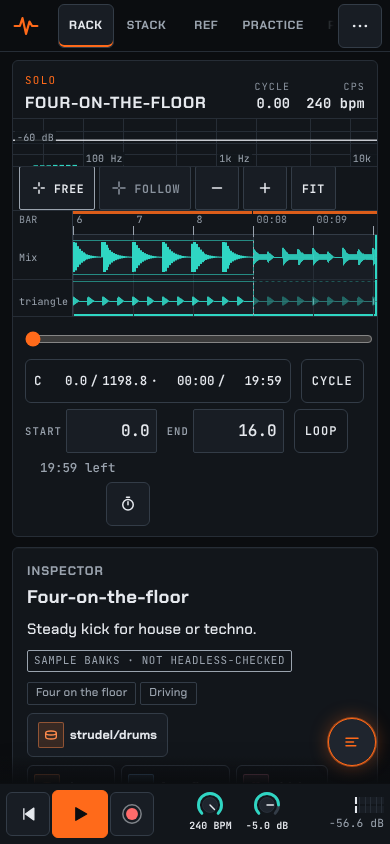 RACK STACK REF PRACTICE
SOLO
CYCLE CPS
FOUR-ON-THE-FLOOR 0.00 240 bpm
-60 dB
100 Hz 1k Hz 10k
FREE FOLLOW − + FIT
BAR 6 7 8 00:08 00:09
Mix
triangle
C 0.0 / 1198.8 · 00:00 / 19:59 CYCLE
START 0.0 END 16.0 LOOP
19:59 left
INSPECTOR
Four-on-the-floor
Steady kick for house or techno.
SAMPLE BANKS · NOT HEADLESS-CHECKED
Four on the floor Driving
strudel/drums
240 BPM -5.0 dB -56.6 dB